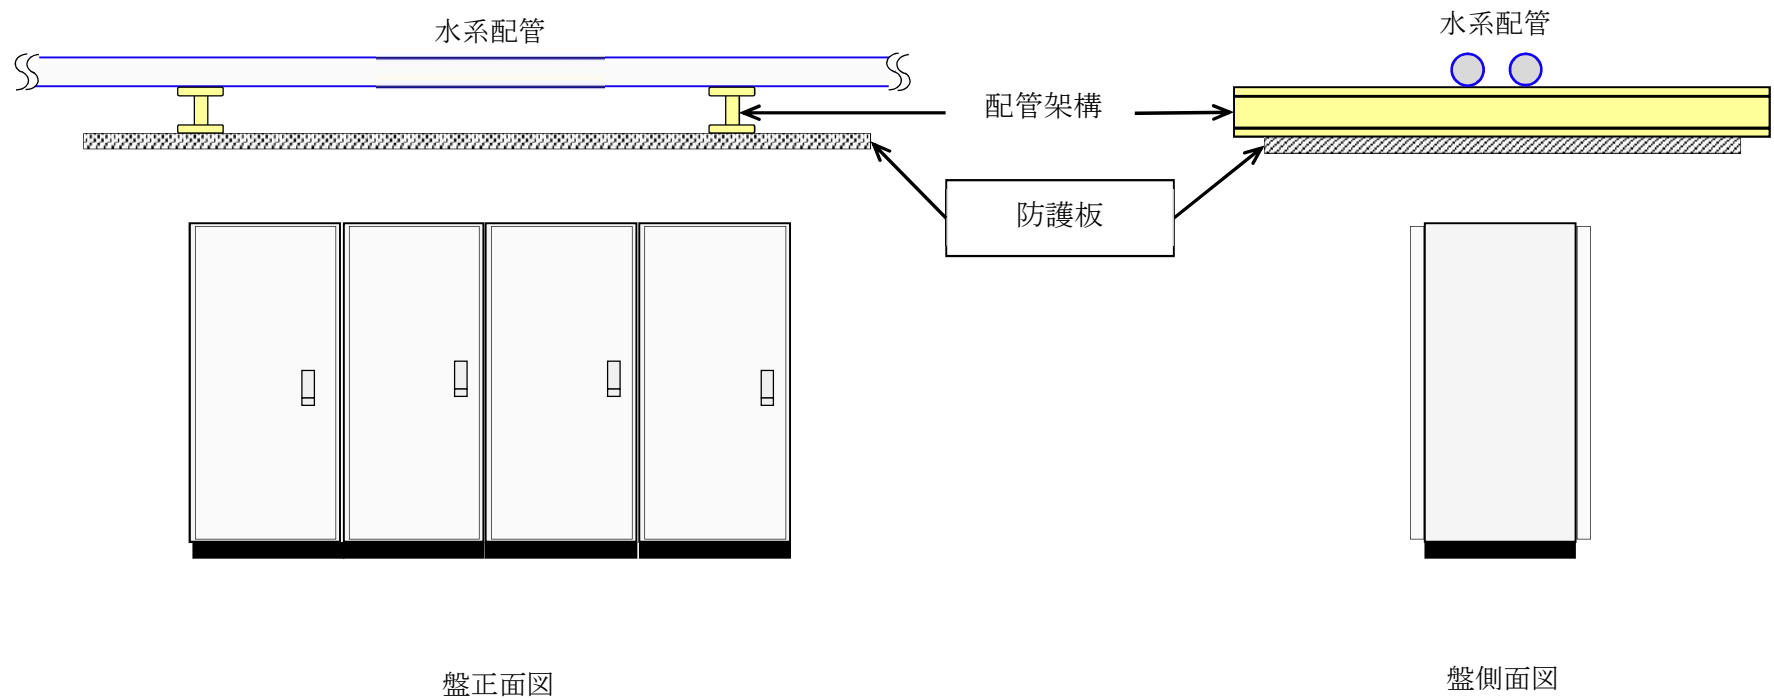 水系配管
水系配管
配管架構
防護板
盤正面図
盤側面図